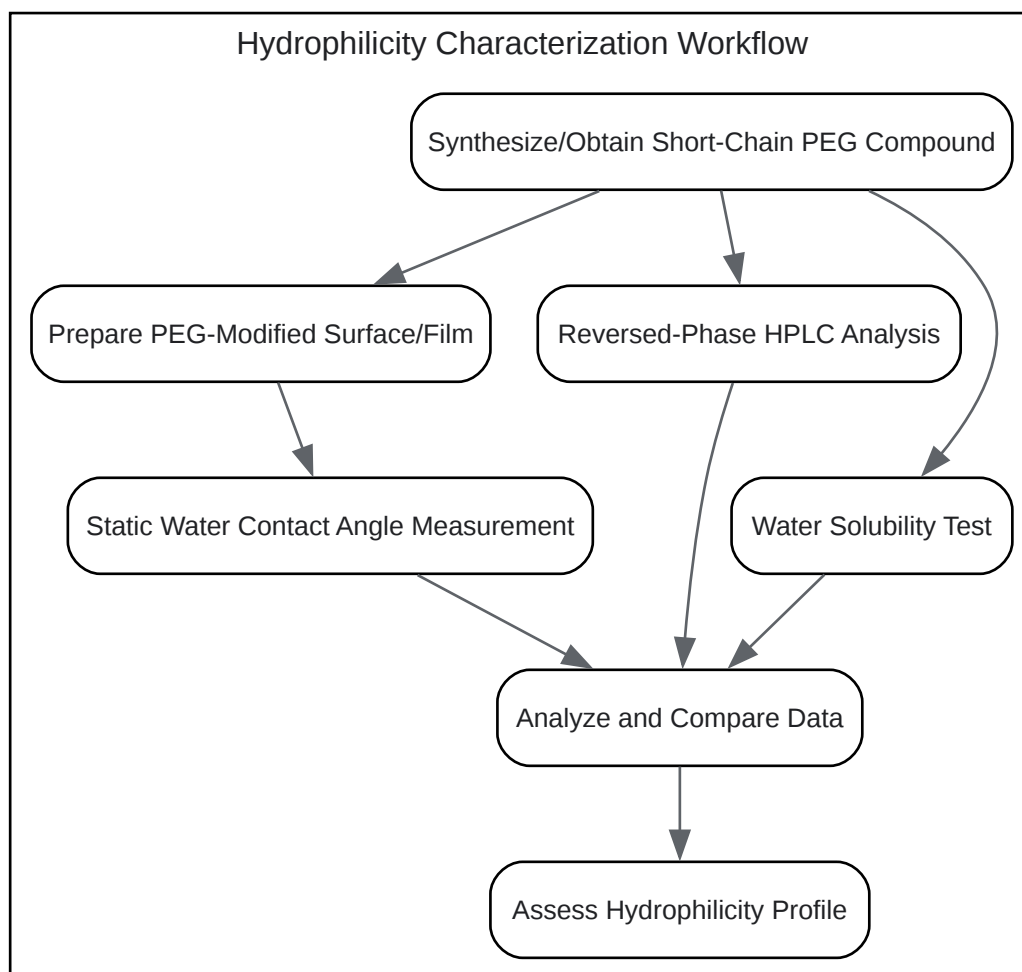 Hydrophilicity Characterization Workflow
Synthesize/Obtain Short-Chain PEG Compound
Prepare PEG-Modified Surface/Film
Reversed-Phase HPLC Analysis
Static Water Contact Angle Measurement
Water Solubility Test
Analyze and Compare Data
Assess Hydrophilicity Profile